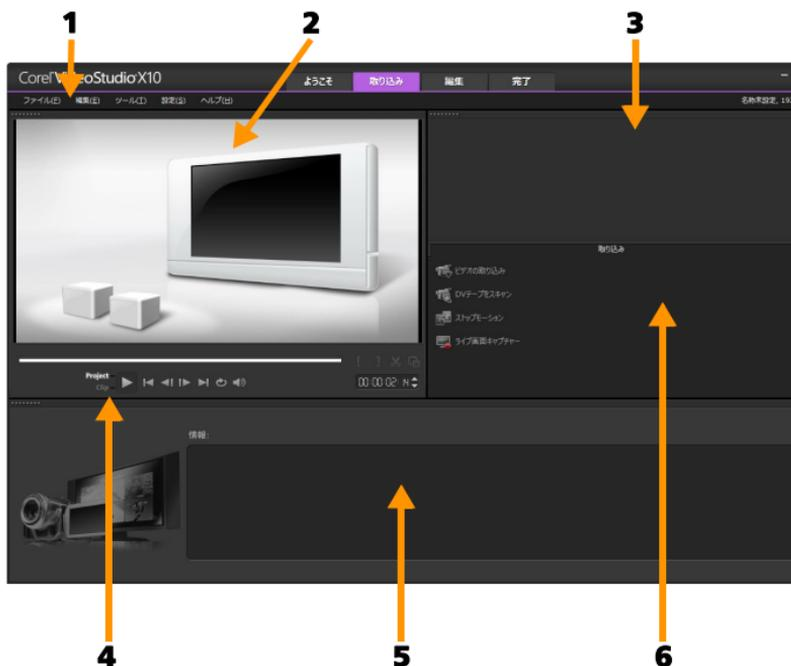 1 2 3
Corel VideoStudio X10
ようこそ 取り込み 編集 完了
ファイル(F) 編集(E) ツール(T) 設定(S) ヘルプ(H)
名称未設定, 19
取り込み
ビデオの取り込み
DVテープをスキャン
ストップモーション
ライブ画面キャプチャー
Project
Clip
00:00:02
情報:
4 5 6